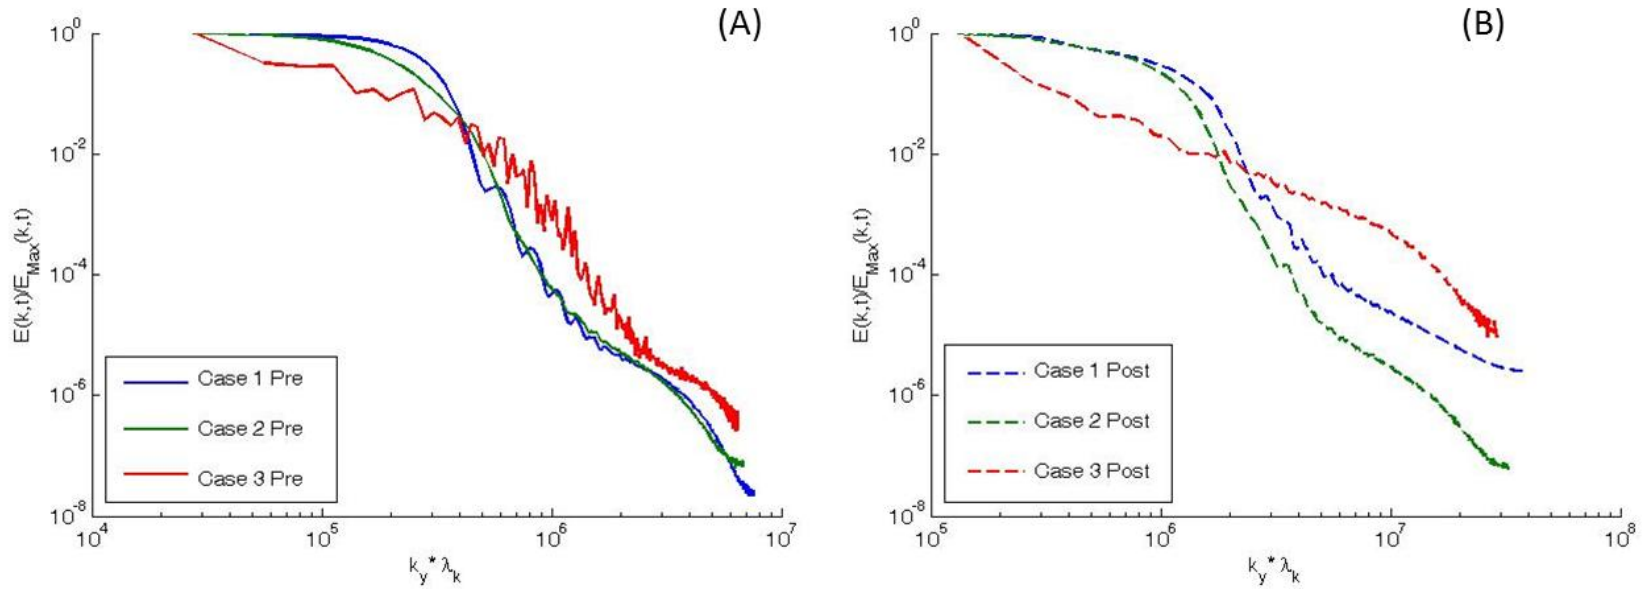 (A)
10^0
10^-2
10^-4
10^-6
10^-8
10^4
10^5
10^6
10^7
E(k,t)/E_Max(k,t)
k_y* λ_k
Case 1 Pre
Case 2 Pre
Case 3 Pre
(B)
10^0
10^-2
10^-4
10^-6
10^-8
10^5
10^6
10^7
10^8
E(k,t)/E_Max(k,t)
k_y* λ_k
Case 1 Post
Case 2 Post
Case 3 Post